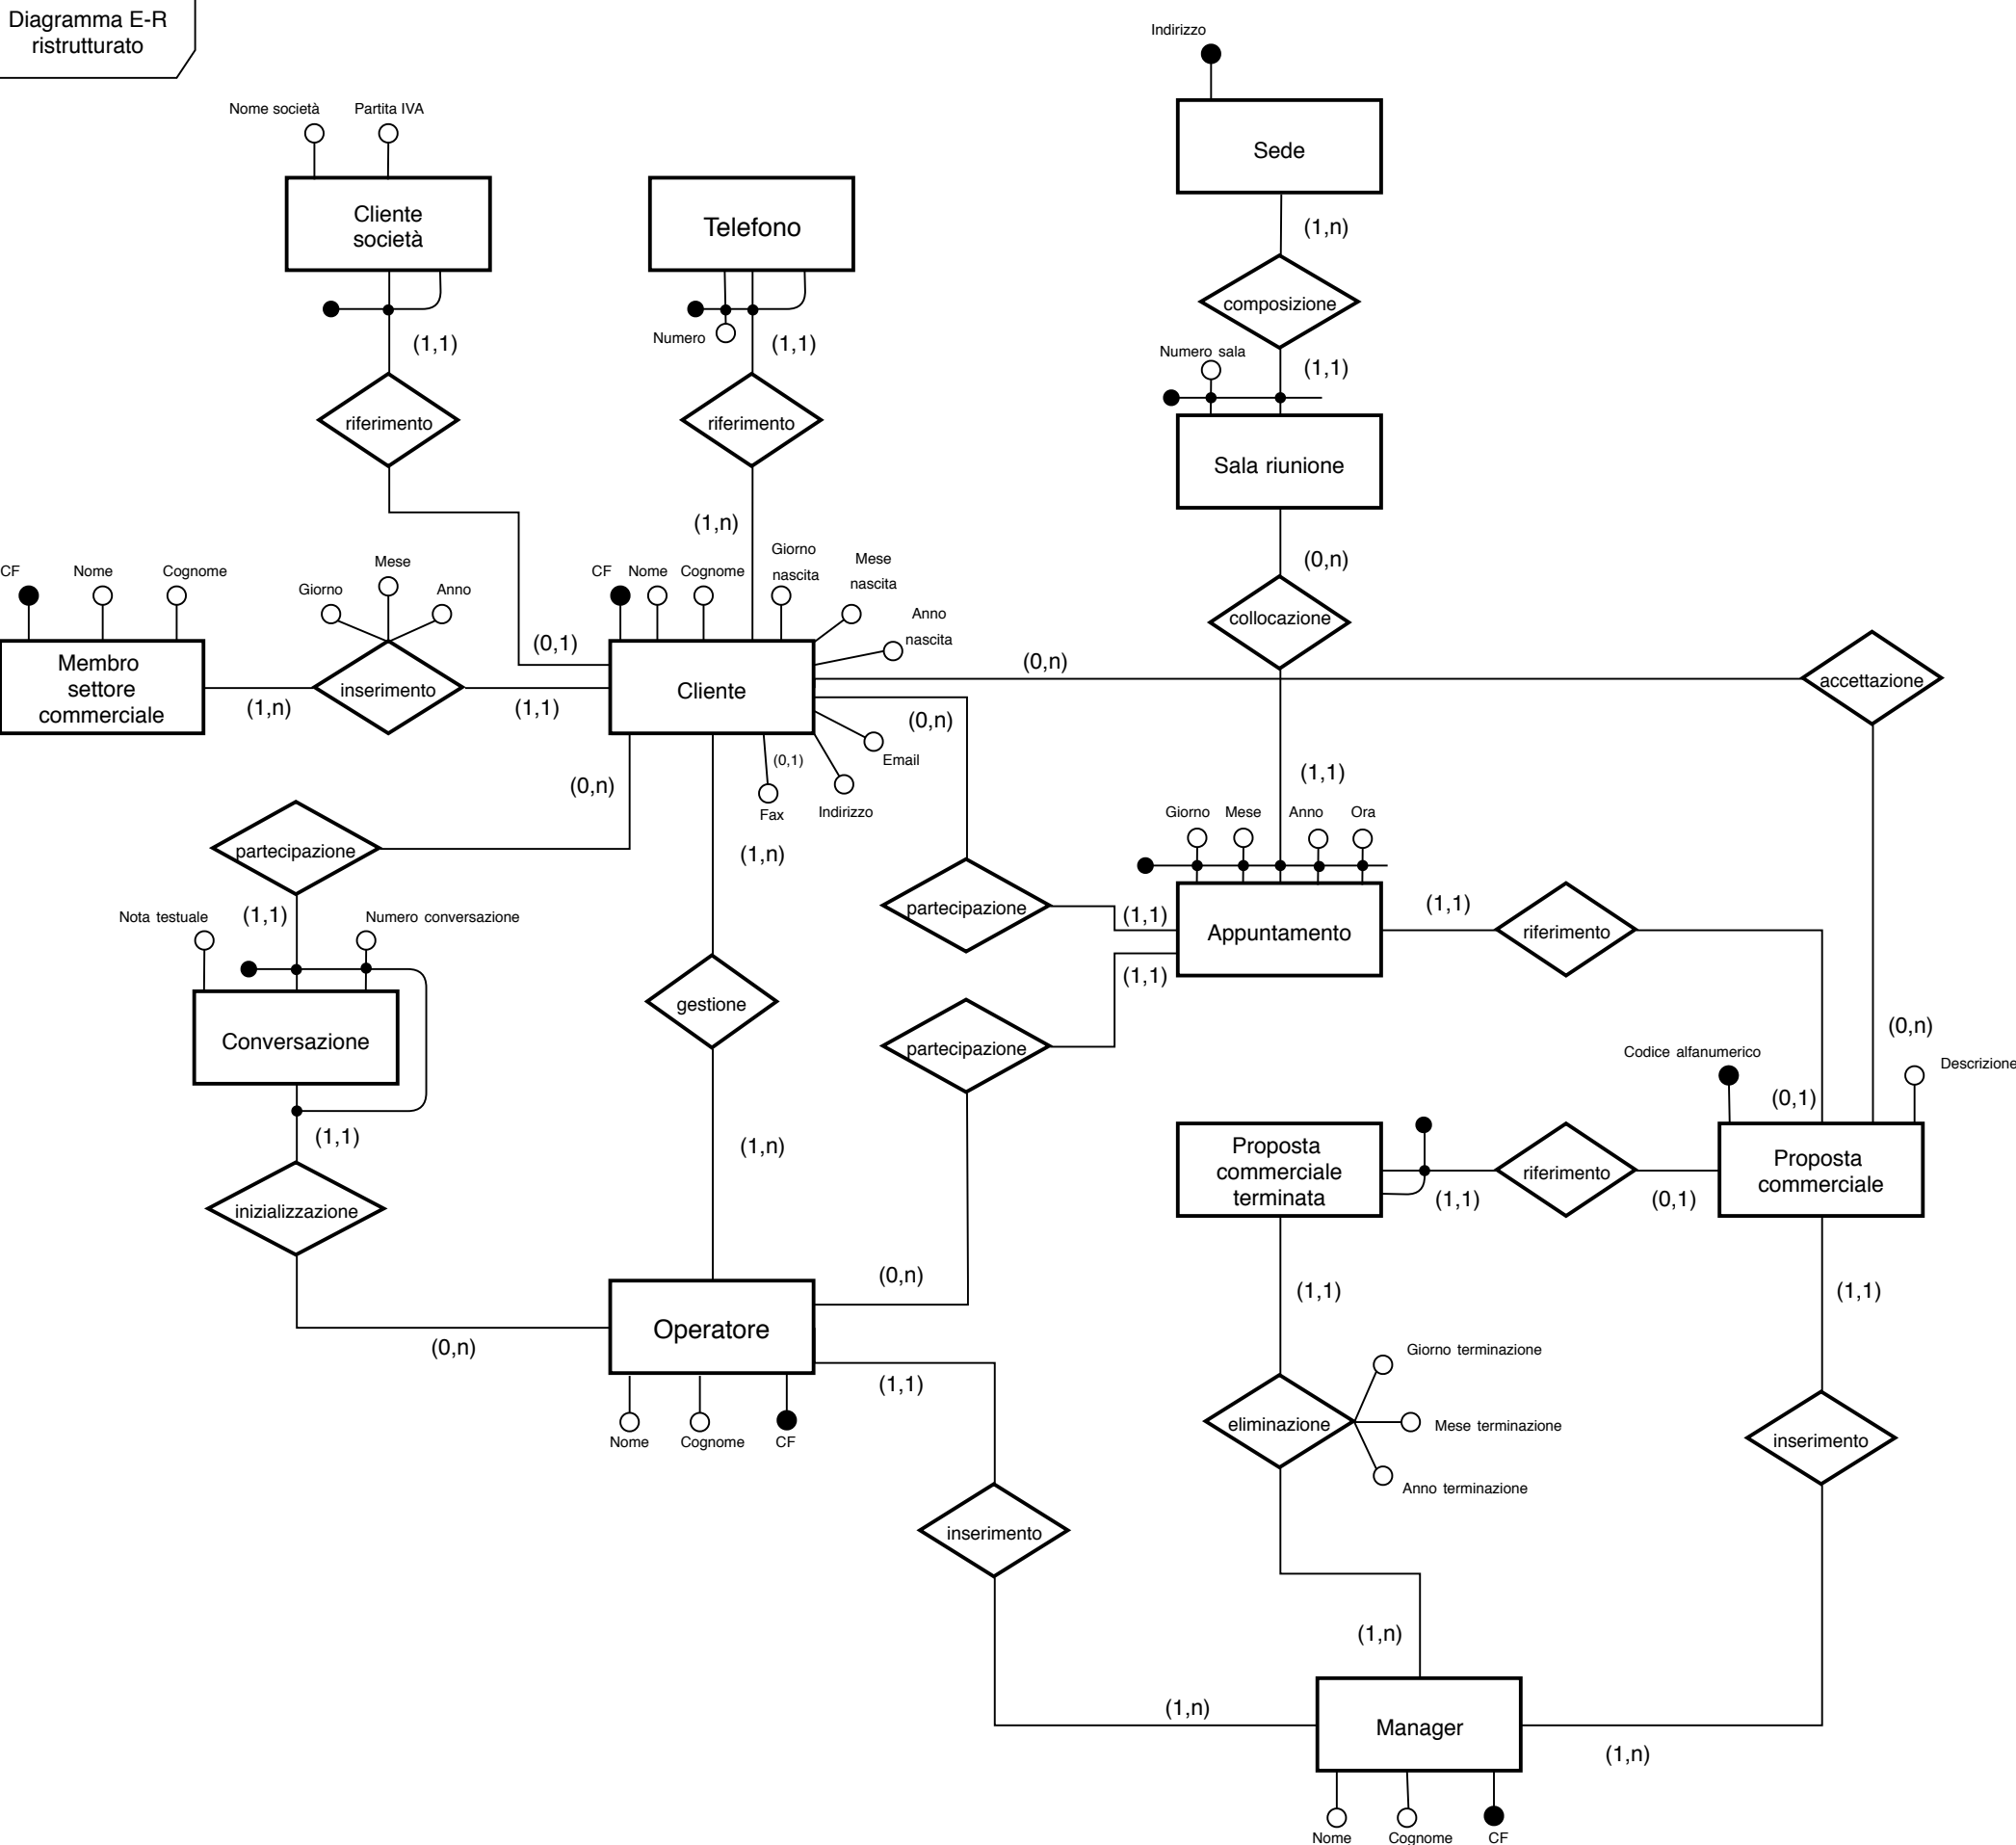 Diagramma E-R
ristrutturato
Indirizzo
Sede
(1,n)
composizione
Numero sala
(1,1)
Sala riunione
(0,n)
collocazione
Nome società
Partita IVA
Cliente
società
(1,1)
riferimento
Telefono
Numero
(1,1)
riferimento
(1,n)
CF
Nome
Cognome
Membro
settore
commerciale
(1,n)
Giorno
Mese
Anno
inserimento
(1,1)
(0,1)
CF
Nome
Cognome
Giorno
nascita
Mese
nascita
Anno
nascita
Cliente
(0,n)
accettazione
(0,n)
Email
(0,1)
Fax
Indirizzo
(0,n)
partecipazione
(1,1)
Nota testuale
Numero conversazione
Conversazione
(1,1)
inizializzazione
(0,n)
(1,n)
gestione
(1,n)
partecipazione
(1,1)
(1,1)
partecipazione
(0,n)
(1,1)
Giorno
Mese
Anno
Ora
Appuntamento
(1,1)
riferimento
(0,1)
(0,n)
Codice alfanumerico
Descrizione
Proposta
commerciale
terminata
(1,1)
riferimento
(0,1)
Proposta
commerciale
Operatore
Nome
Cognome
CF
(1,1)
inserimento
(1,n)
(1,1)
eliminazione
Giorno terminazione
Mese terminazione
Anno terminazione
(1,n)
(1,1)
inserimento
(1,n)
Manager
Nome
Cognome
CF